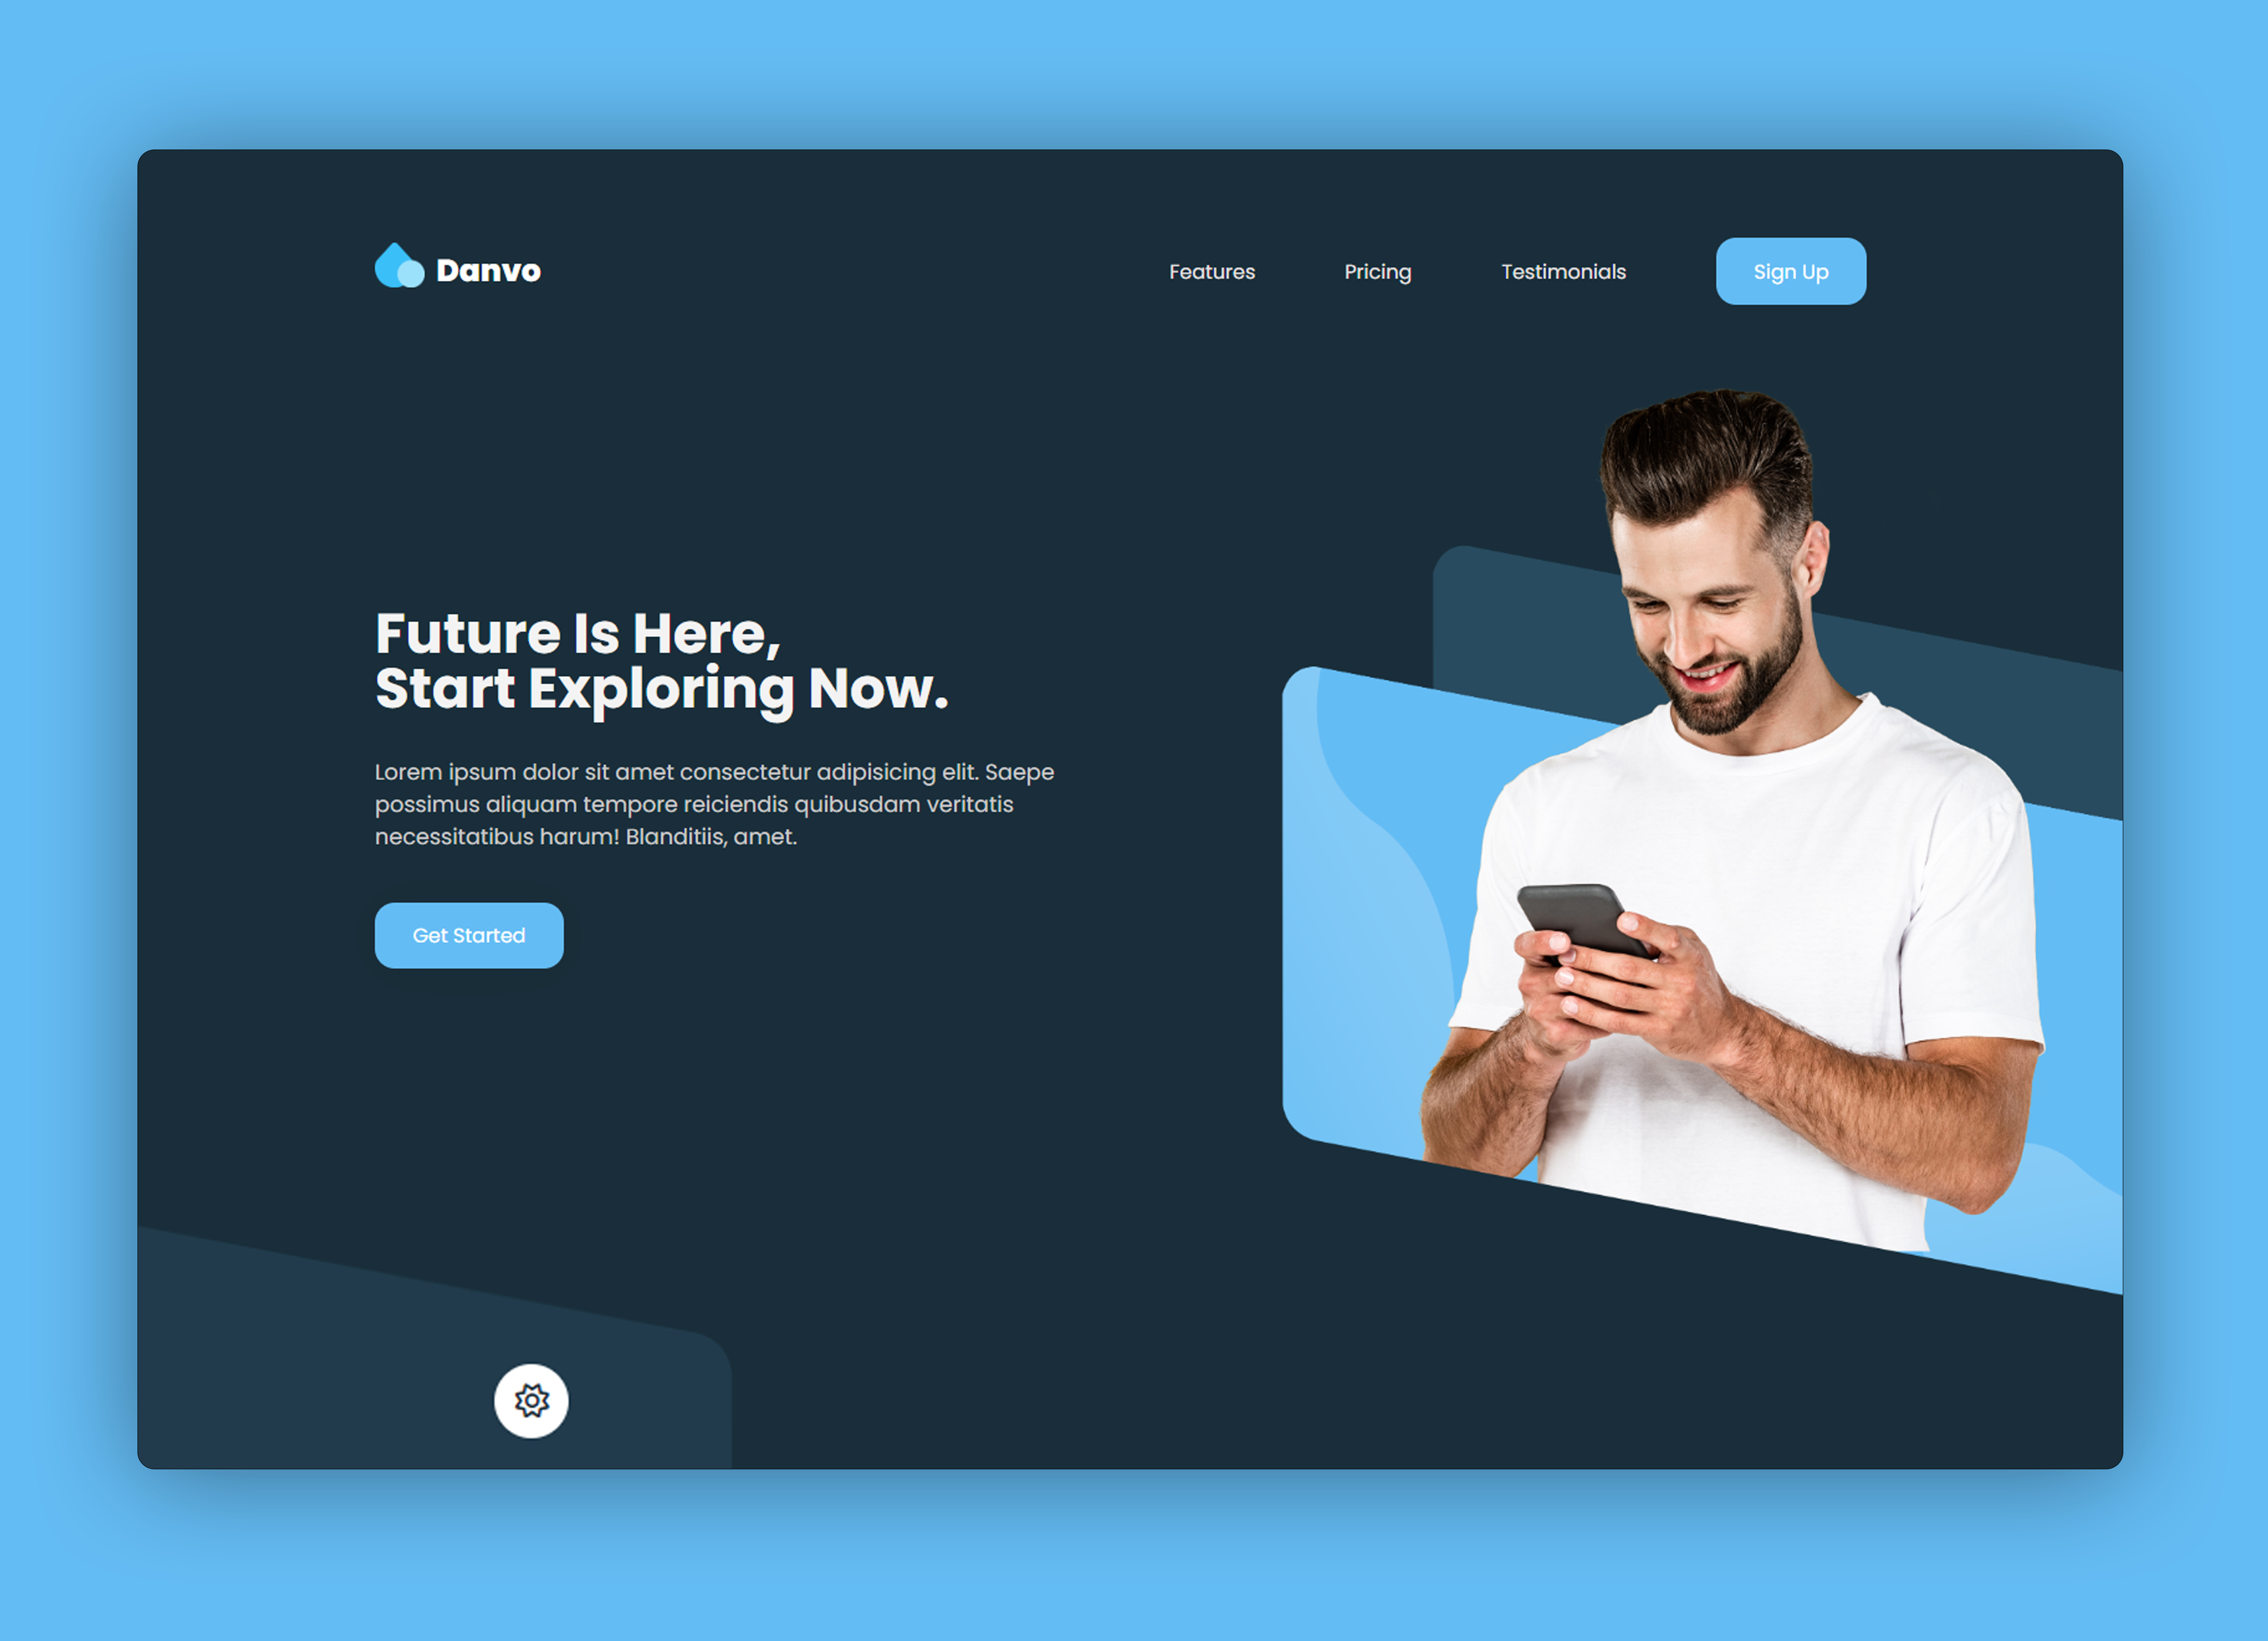 Danvo
Features
Pricing
Testimonials
Sign Up
Future Is Here,
Start Exploring Now.
Lorem ipsum dolor sit amet consectetur adipisicing elit. Saepe
possimus aliquam tempore reiciendis quibusdam veritatis
necessitatibus harum! Blanditiis, amet.
Get Started